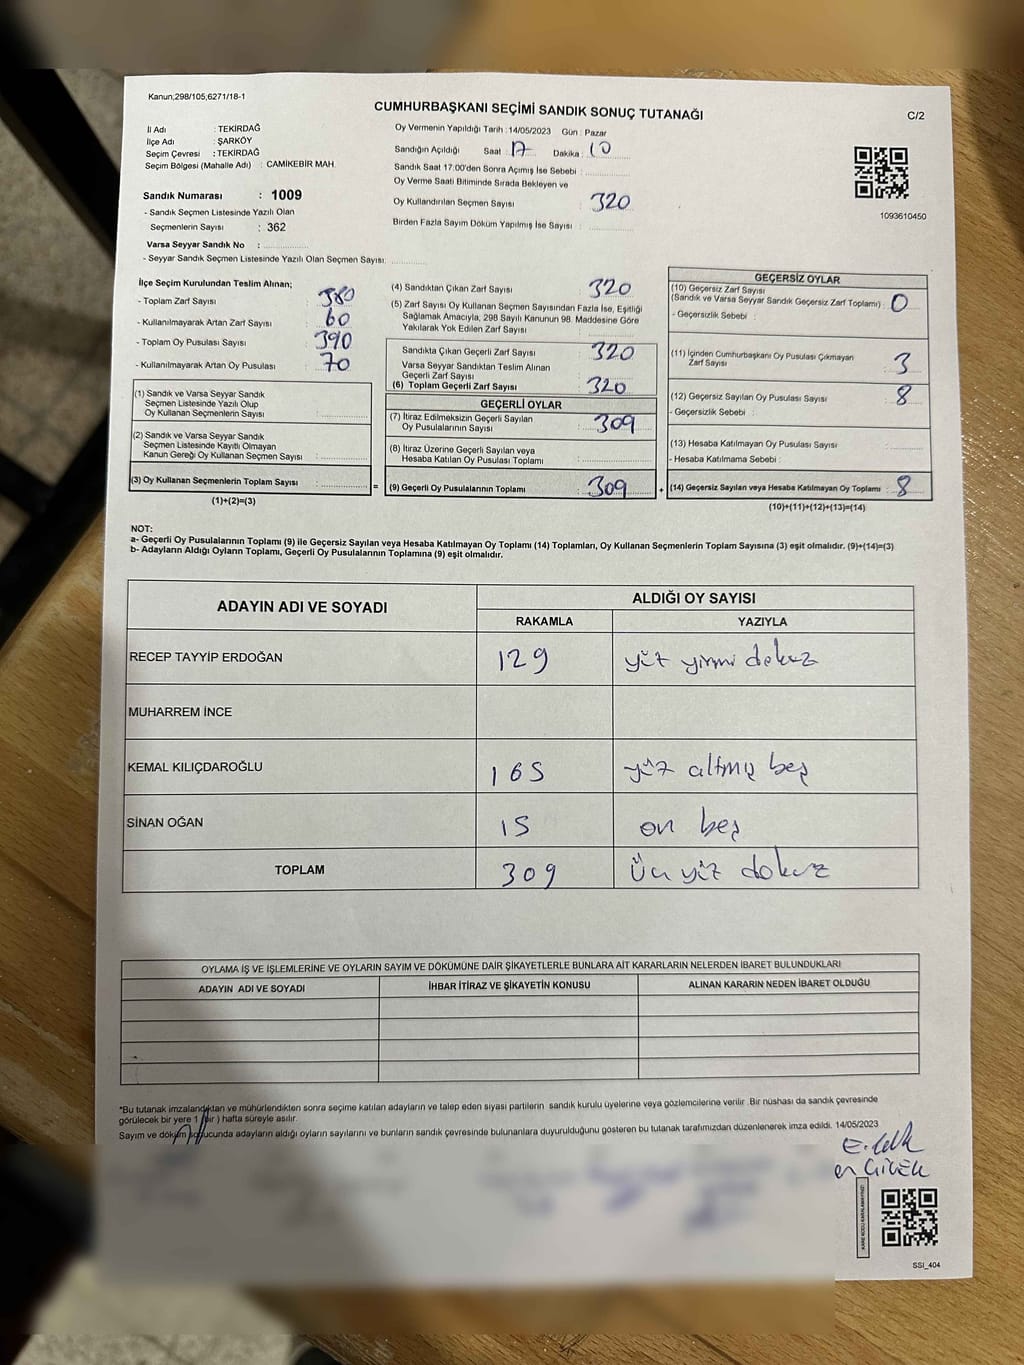 Kanun;298/105,6271/18-1
CUMHURBAŞKANI SEÇİMİ SANDIK SONUÇ TUTANAĞI
C/2
İl Adı : TEKİRDAĞ
İlçe Adı : ŞARKÖY
Seçim Çevresi : TEKİRDAĞ
Seçim Bölgesi (Mahalle Adı) : CAMİKEBİR MAH.
Sandık Numarası : 1009
- Sandık Seçmen Listesinde Yazılı Olan
Seçmenlerin Sayısı : 362
Varsa Seyyar Sandık No :
- Seyyar Sandık Seçmen Listesinde Yazılı Olan Seçmen Sayısı:
Oy Vermenin Yapıldığı Tarih : 14/05/2023 Gün : Pazar
Sandığın Açıldığı Saat 17 Dakika : 10
Sandık Saat 17:00'den Sonra Açımış İse Sebebi :
Oy Verme Saati Bitiminde Sırada Bekleyen ve
Oy Kullandırılan Seçmen Sayısı : 320
Birden Fazla Sayım Döküm Yapılmış İse Sayısı :
1093610450
İlçe Seçim Kurulundan Teslim Alınan;
- Toplam Zarf Sayısı : 380
- Kullanılmayarak Artan Zarf Sayısı : 60
- Toplam Oy Pusulası Sayısı : 390
- Kullanılmayarak Artan Oy Pusulası : 70
(1) Sandık ve Varsa Seyyar Sandık
Seçmen Listesinde Yazılı Olup
Oy Kullanan Seçmenlerin Sayısı :
(2) Sandık ve Varsa Seyyar Sandık
Seçmen Listesinde Kayıtlı Olmayan
Kanun Gereği Oy Kullanan Seçmen Sayısı :
(3) Oy Kullanan Seçmenlerin Toplam Sayısı :
(1)+(2)=(3)
(4) Sandıktan Çıkan Zarf Sayısı : 320
(5) Zarf Sayısı Oy Kullanan Seçmen Sayısından Fazla İse, Eşitliği
Sağlamak Amacıyla, 298 Sayılı Kanunun 98. Maddesine Göre
Yakılarak Yok Edilen Zarf Sayısı :
Sandıkta Çıkan Geçerli Zarf Sayısı : 320
Varsa Seyyar Sandıktan Teslim Alınan
Geçerli Zarf Sayısı :
(6) Toplam Geçerli Zarf Sayısı : 320
GEÇERLİ OYLAR
(7) İtiraz Edilmeksizin Geçerli Sayılan
Oy Pusulalarının Sayısı : 309
(8) İtiraz Üzerine Geçerli Sayılan veya
Hesaba Katılan Oy Pusulası Toplamı :
= (9) Geçerli Oy Pusulalarının Toplamı : 309 +
GEÇERSİZ OYLAR
(10) Geçersiz Zarf Sayısı
(Sandık ve Varsa Seyyar Sandık Geçersiz Zarf Toplamı) : 0
- Geçersizlik Sebebi :
(11) İçinden Cumhurbaşkanı Oy Pusulası Çıkmayan
Zarf Sayısı : 3
(12) Geçersiz Sayılan Oy Pusulası Sayısı : 8
- Geçersizlik Sebebi :
(13) Hesaba Katılmayan Oy Pusulası Sayısı :
- Hesaba Katılmama Sebebi :
(14) Geçersiz Sayılan veya Hesaba Katılmayan Oy Toplamı : 8
(10)+(11)+(12)+(13)=(14)
NOT:
a- Geçerli Oy Pusulalarının Toplamı (9) ile Geçersiz Sayılan veya Hesaba Katılmayan Oy Toplamı (14) Toplamları, Oy Kullanan Seçmenlerin Toplam Sayısına (3) eşit olmalıdır. (9)+(14)=(3)
b- Adayların Aldığı Oyların Toplamı, Geçerli Oy Pusulalarının Toplamına (9) eşit olmalıdır.
ADAYIN ADI VE SOYADI
ALDIĞI OY SAYISI
RAKAMLA YAZIYLA
RECEP TAYYİP ERDOĞAN 129 yüz yirmi dokuz
MUHARREM İNCE
KEMAL KILIÇDAROĞLU 165 yüz altmış beş
SİNAN OĞAN 15 on beş
TOPLAM 309 Üç yüz dokuz
OYLAMA İŞ VE İŞLEMLERİNE VE OYLARIN SAYIM VE DÖKÜMÜNE DAİR ŞİKAYETLERLE BUNLARA AİT KARARLARIN NELERDEN İBARET BULUNDUKLARI
ADAYIN ADI VE SOYADI İHBAR İTİRAZ VE ŞİKAYETİN KONUSU ALINAN KARARIN NEDEN İBARET OLDUĞU
*Bu tutanak imzalandıktan ve mühürlendikten sonra seçime katılan adayların ve talep eden siyasi partilerin sandık kurulu üyelerine veya gözlemcilerine verilir .Bir nüshası da sandık çevresinde
görülecek bir yere 1 (bir ) hafta süreyle asılır.
Sayım ve döküm sonucunda adayların aldığı oyların sayılarını ve bunların sandık çevresinde bulunanlara duyurulduğunu gösteren bu tutanak tarafımızdan düzenlenerek imza edildi. 14/05/2023
SSI_404